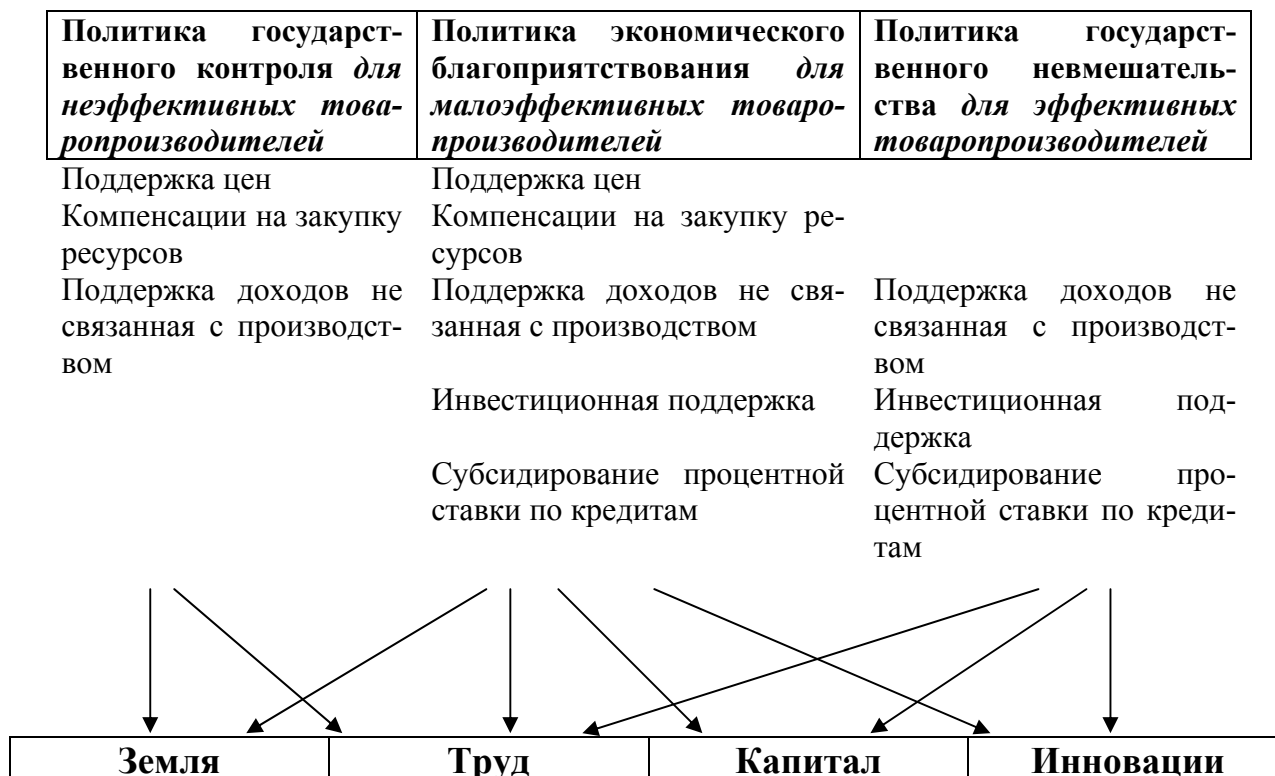 Политика государст-
венного контроля для
неэффективных това-
ропроизводителей
Политика экономического
благоприятствования для
малоэффективных товаро-
производителей
Политика государст-
венного невмешатель-
ства для эффективных
товаропроизводителей
Поддержка цен
Компенсации на закупку
ресурсов
Поддержка доходов не
связанная с производст-
вом
Поддержка цен
Компенсации на закупку ре-
сурсов
Поддержка доходов не свя-
занная с производством
Инвестиционная поддержка
Субсидирование процентной
ставки по кредитам
Поддержка доходов не
связанная с производст-
вом
Инвестиционная под-
держка
Субсидирование про-
центной ставки по креди-
там
Земля
Труд
Капитал
Инновации